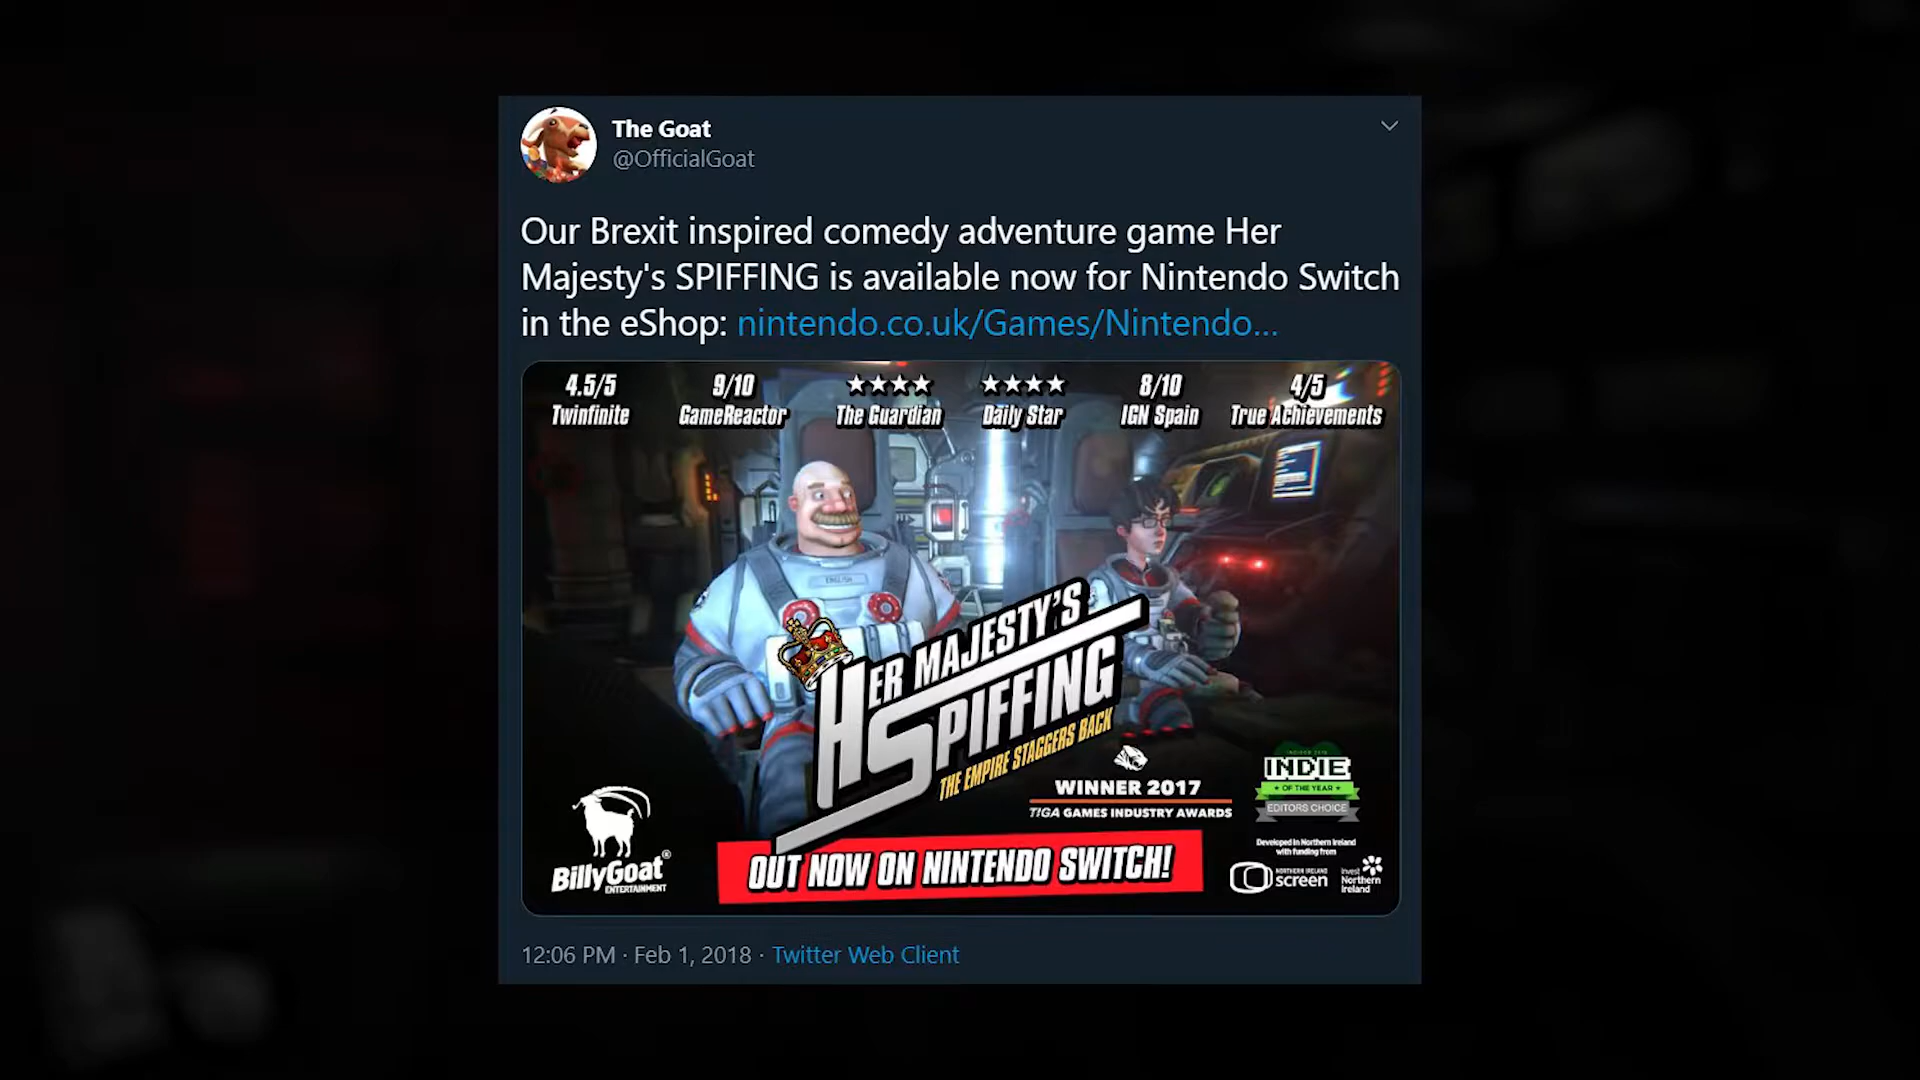 The Goat
@OfficialGoat
Our Brexit inspired comedy adventure game Her
Majesty's SPIFFING is available now for Nintendo Switch
in the eShop: nintendo.co.uk/Games/Nintendo...
4.5/5
Twinfinite
9/10
GameReactor
★★★★
The Guardian
★★★★
Daily Star
8/10
IGN Spain
4/5
True Achievements
ENGLISH
HER MAJESTY'S
SPIFFING
THE EMPIRE STAGGERS BACK
WINNER 2017
TIGA GAMES INDUSTRY AWARDS
INDIE
★ OF THE YEAR ★
EDITORS CHOICE
BillyGoat®
ENTERTAINMENT
OUT NOW ON NINTENDO SWITCH!
Developed in Northern Ireland
with funding from
NORTHERN IRELAND
screen
Invest
Northern
Ireland
12:06 PM · Feb 1, 2018 · Twitter Web Client